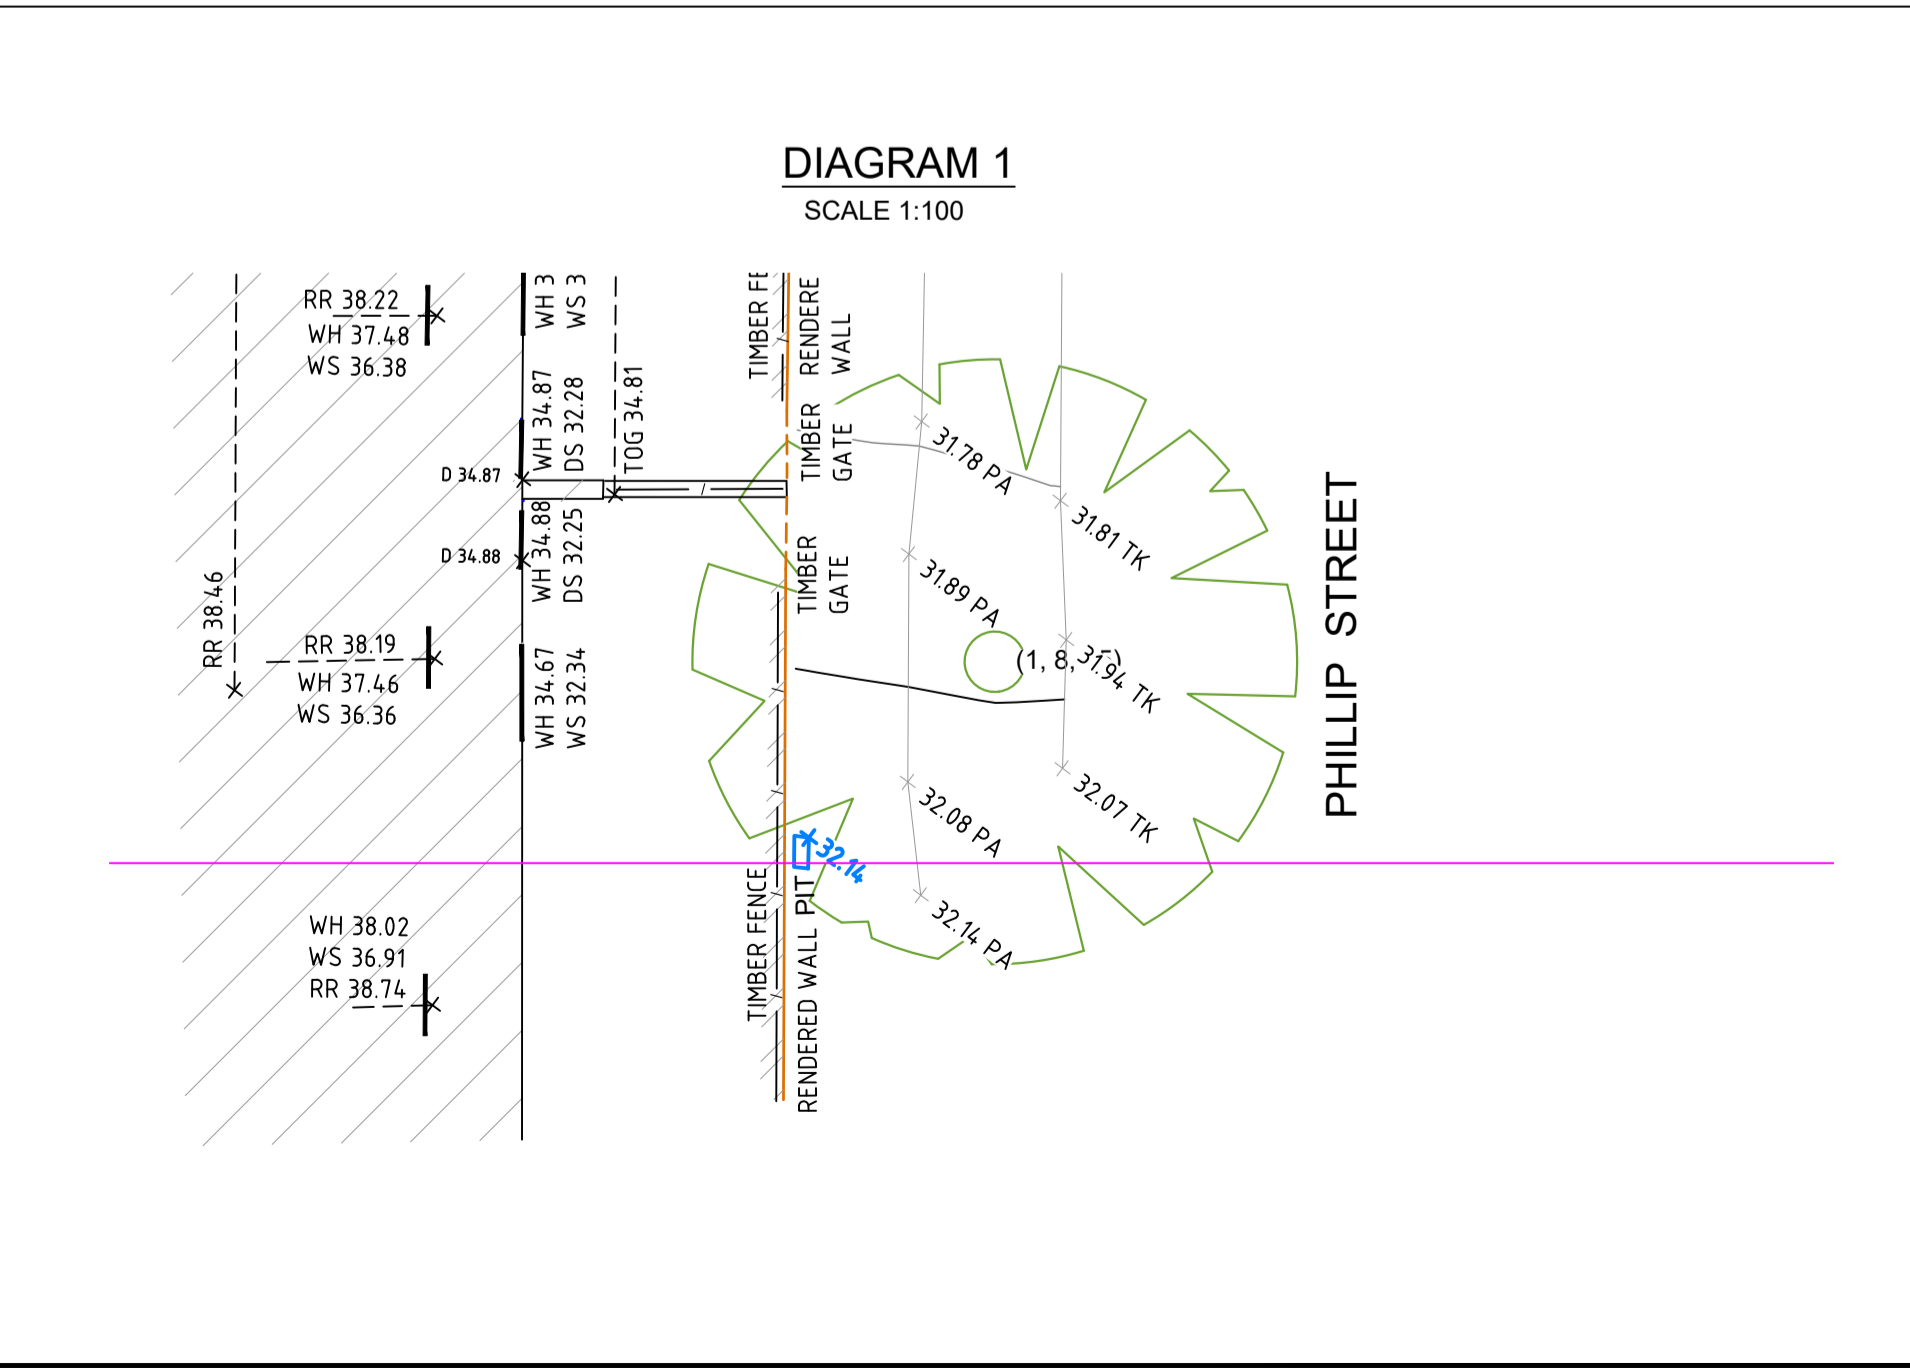 DIAGRAM 1
SCALE 1:100
RR 38.22
WH 37.48
WS 36.38
WH 3
WS 3
TIMBER FE
RENDERE
WALL
WH 34.87
DS 32.28
TOG 34.81
TIMBER
GATE
D 34.87
31.78 PA
31.81 TK
WH 34.88
DS 32.25
D 34.88
TIMBER
GATE
31.89 PA
PHILLIP STREET
RR 38.46
RR 38.19
WH 37.46
WS 36.36
WH 34.67
WS 32.34
(1, 8,
31.94 TK
32.07 TK
32.08 PA
32.14
PIT
TIMBER FENCE
RENDERED WALL
32.14 PA
WH 38.02
WS 36.91
RR 38.74